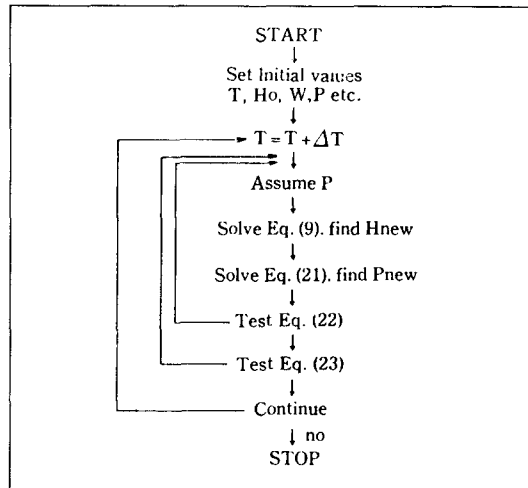 START
Set Initial values
T, Ho, W,P etc.
T = T + ΔT
Assume P
Solve Eq. (9). find Hnew
Solve Eq. (21). find Pnew
Test Eq. (22)
Test Eq. (23)
Continue
no
STOP